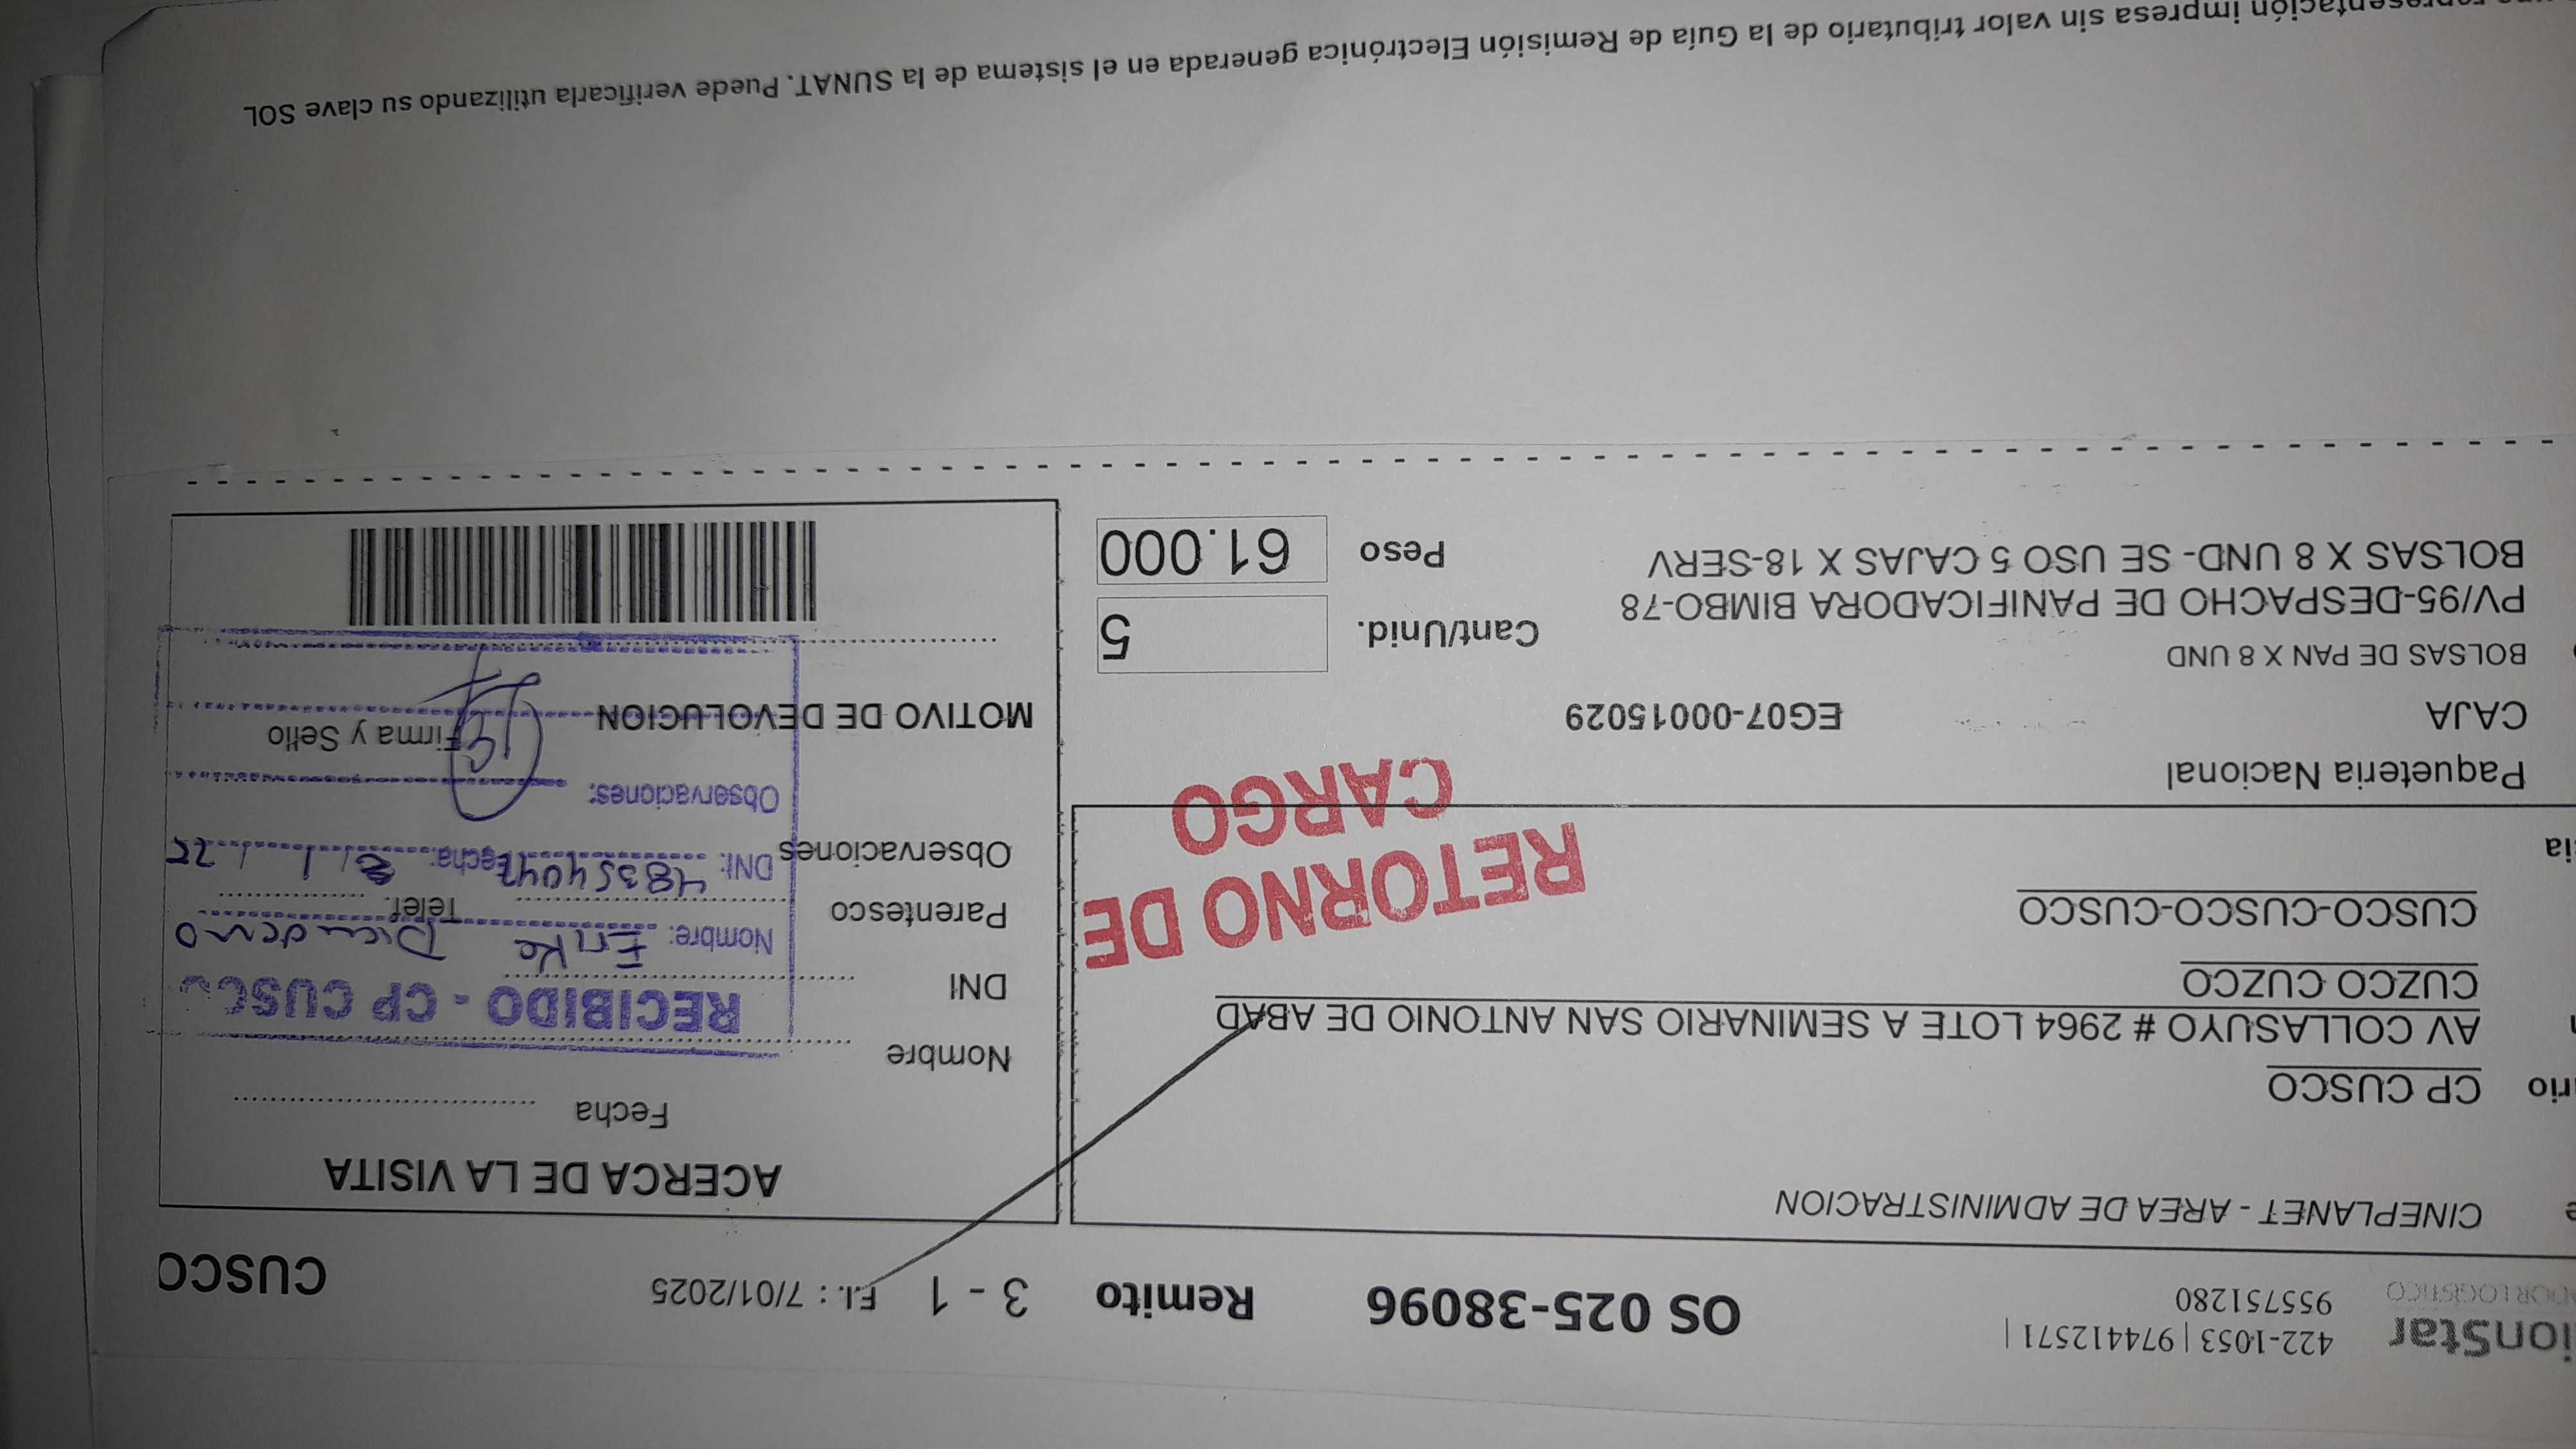 ionStar
422-1053 | 974412571 |
955751280
OS 025-38096
Remito
3 - 1
F.I. : 7/01/2025
CUSCO
CINEPLANET - AREA DE ADMINISTRACION
rio CP CUSCO
AV COLLASUYO # 2964 LOTE A SEMINARIO SAN ANTONIO DE ABAD
CUZCO CUZCO
CUSCO-CUSCO-CUSCO
ia
RETORNO DE
CARGO
Paqueteria Nacional
CAJA
EG07-00015029
BOLSAS DE PAN X 8 UND
PV/95-DESPACHO DE PANIFICADORA BIMBO-78
BOLSAS X 8 UND- SE USO 5 CAJAS X 18-SERV
Cant/Unid. 5
Peso 61.000
ACERCA DE LA VISITA
Fecha
Nombre
DNI
Parentesco
Telef.
Observaciones
Firma y Sello
MOTIVO DE DEVOLUCION
RECIBIDO - CP CUSCO
Nombre: Erika
DNI: 48354047 Fecha: 8 / 1 / 25
Observaciones:
impresa sin valor tributario de la Guía de Remisión Electrónica generada en el sistema de la SUNAT. Puede verificarla utilizando su clave SOL